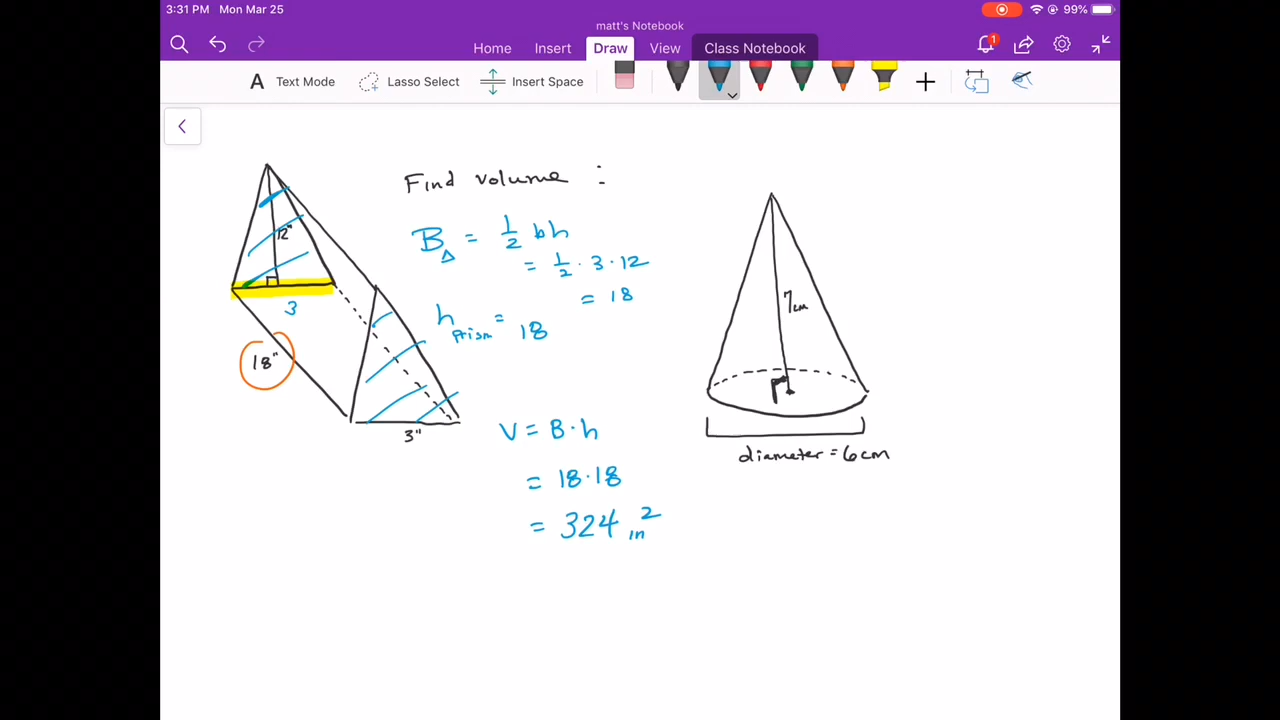 3:31 PM Mon Mar 25
99%
matt's Notebook
Home Insert Draw View Class Notebook
1
A Text Mode Lasso Select Insert Space
Find volume :
12"
3
18"
3"
B△ = 1/2 bh
= 1/2 · 3 · 12
= 18
h prism = 18
V = B · h
= 18 · 18
= 324 in²
7cm
diameter = 6cm